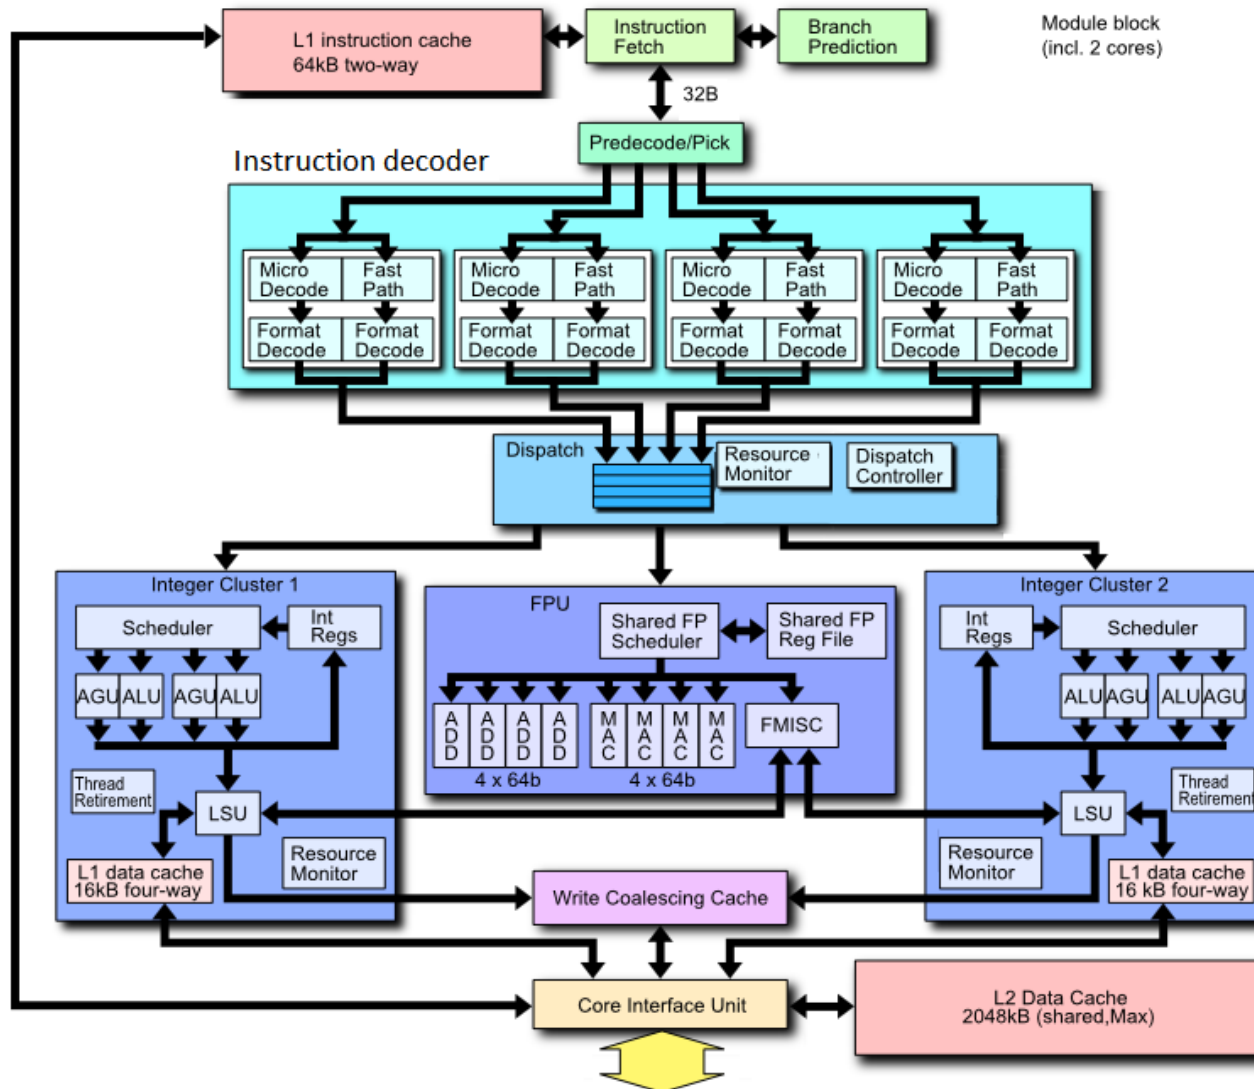 L1 instruction cache
64kB two-way
Instruction
Fetch
Branch
Prediction
Module block
(incl. 2 cores)
32B
Predecode/Pick
Instruction decoder
Micro
Decode
Fast
Path
Micro
Decode
Fast
Path
Micro
Decode
Fast
Path
Micro
Decode
Fast
Path
Format
Decode
Format
Decode
Format
Decode
Format
Decode
Format
Decode
Format
Decode
Format
Decode
Format
Decode
Dispatch
Resource
Monitor
Dispatch
Controller
Integer Cluster 1
Scheduler
Int
Regs
AGU
ALU
AGU
ALU
Thread
Retirement
LSU
L1 data cache
16kB four-way
Resource
Monitor
FPU
Shared FP
Scheduler
Shared FP
Reg File
ADD
ADD
ADD
ADD
MAC
MAC
MAC
MAC
FMISC
4 x 64b
4 x 64b
Integer Cluster 2
Int
Regs
Scheduler
ALU
AGU
ALU
AGU
Thread
Retirement
LSU
Resource
Monitor
L1 data cache
16 kB four-way
Write Coalescing Cache
Core Interface Unit
L2 Data Cache
2048kB (shared,Max)